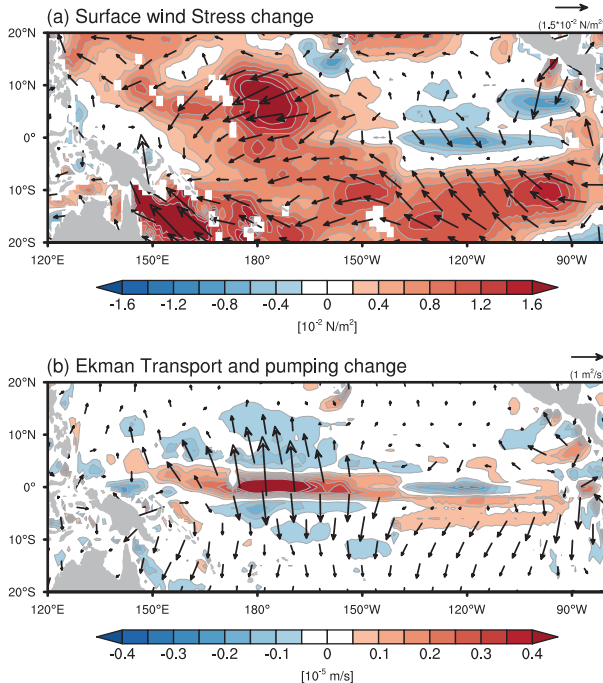 (a) Surface wind Stress change
(1.5*10⁻² N/m²
20°N
10°N
0°
10°S
20°S
120°E 150°E 180° 150°W 120°W 90°W
-1.6 -1.2 -0.8 -0.4 0 0.4 0.8 1.2 1.6
[10⁻² N/m²]
(b) Ekman Transport and pumping change
(1 m²/s)
20°N
10°N
0°
10°S
20°S
120°E 150°E 180° 150°W 120°W 90°W
-0.4 -0.3 -0.2 -0.1 0 0.1 0.2 0.3 0.4
[10⁻⁵ m/s]